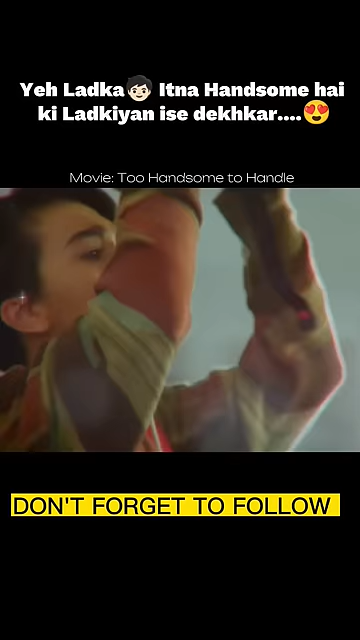 Yeh Ladka🧑🏻 Itna Handsome hai
ki Ladkiyan ise dekhkar....😍
Movie: Too Handsome to Handle
DON'T FORGET TO FOLLOW